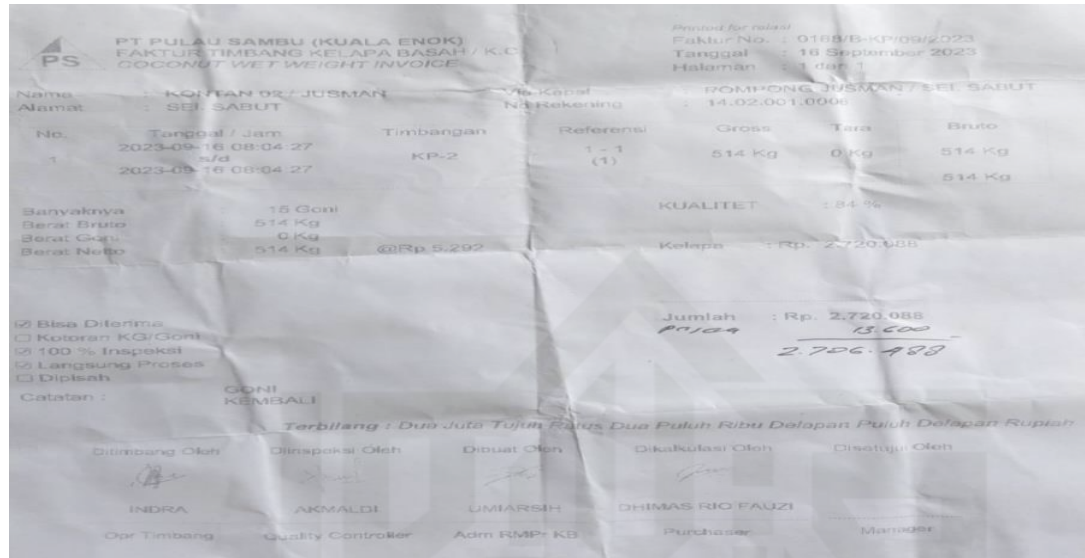 Printed for relasi
PT PULAU SAMBU (KUALA ENOK)
FAKTUR TIMBANG KELAPA BASAH / K.C
COCONUT WET WEIGHT INVOICE
PS
Faktur No. : 0168/B-KP/09/2023
Tanggal : 16 September 2023
Halaman : 1 dari 1
Nama : KONTAN 02 / JUSMAN Via Kapal : ROMPONG JUSMAN / SEI. SABUT
Alamat : SEI. SABUT No Rekening : 14.02.001.0006
No. Tanggal / Jam Timbangan Referensi Gross Tara Bruto
2023-09-16 08:04:27 1 - 1
1 s/d KP-2 (1) 514 Kg 0 Kg 514 Kg
2023-09-16 08:04:27 514 Kg
Banyaknya : 15 Goni KUALITET : 84 %
Berat Bruto 514 Kg
Berat Goni 0 Kg
Berat Netto 514 Kg @Rp 5.292 Kelapa : Rp. 2.720.088
Jumlah : Rp. 2.720.088
13.600
2.706.488
☑ Bisa Diterima
☐ Kotoran KG/Goni
☑ 100 % Inspeksi
☑ Langsung Proses
☐ Dipisah
Catatan : GONI
KEMBALI
Terbilang : Dua Juta Tujuh Ratus Dua Puluh Ribu Delapan Puluh Delapan Rupiah
Ditimbang Oleh Diinspeksi Oleh Dibuat Oleh Dikalkulasi Oleh Disetujui Oleh
INDRA AKMALDI UMIARSIH DHIMAS RIO FAUZI
Opr Timbang Quality Controller Adm RMPr KB Purchaser Manager